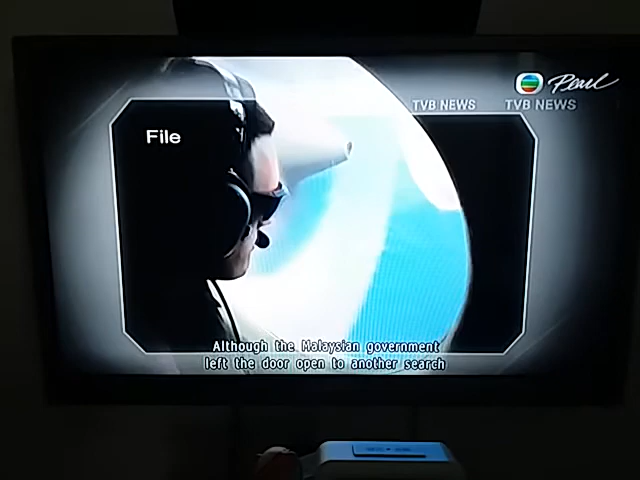 Pearl
TVB NEWS TVB NEWS
File
Although the Malaysian government
left the door open to another search